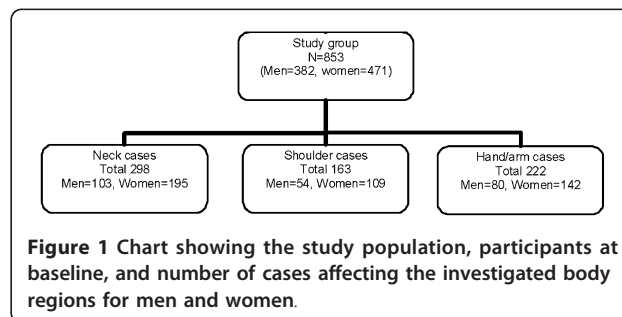 Study group
N=853
(Men=382, women=471)
Neck cases
Total 298
Men=103, Women=195
Shoulder cases
Total 163
Men=54, Women=109
Hand/arm cases
Total 222
Men=80, Women=142
Figure 1 Chart showing the study population, participants at
baseline, and number of cases affecting the investigated body
regions for men and women.